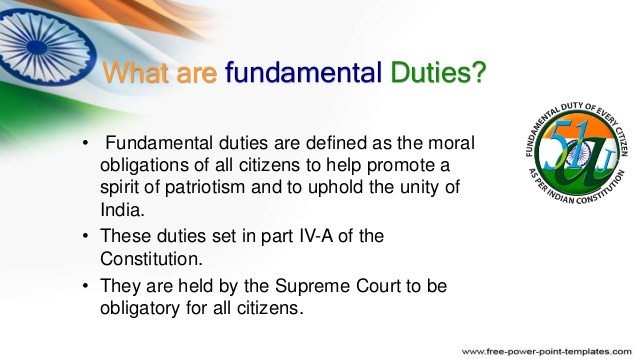 What are fundamental Duties?
• Fundamental duties are defined as the moral
obligations of all citizens to help promote a
spirit of patriotism and to uphold the unity of
India.
• These duties set in part IV-A of the
Constitution.
• They are held by the Supreme Court to be
obligatory for all citizens.
FUNDAMENTAL DUTY OF EVERY CITIZEN
51a
AS PER INDIAN CONSTITUTION
www.free-power-point-templates.com